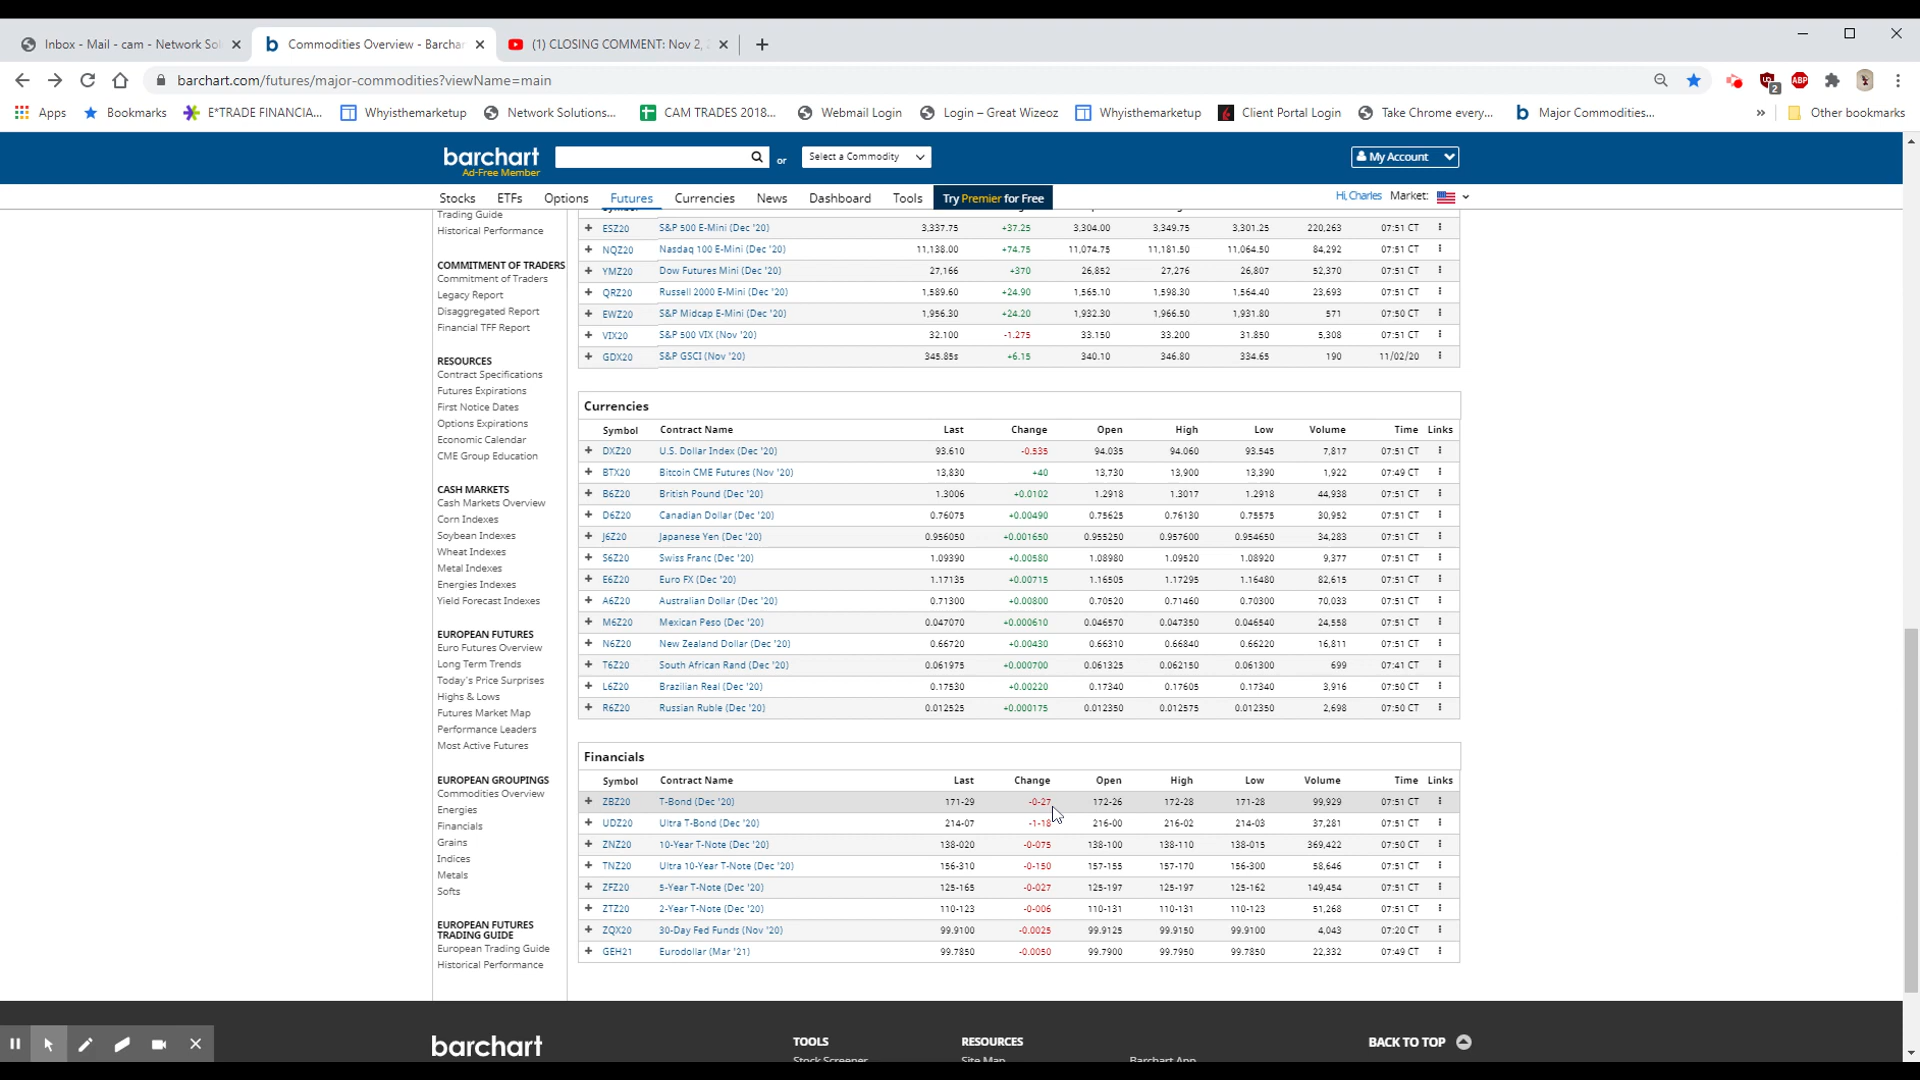 Inbox - Mail - cam - Network So
Commodities Overview - Barchar
(1) CLOSING COMMENT: Nov 2,
barchart.com/futures/major-commodities?viewName=main
2
ABP
Apps
Bookmarks
E*TRADE FINANCIA...
Whyisthemarketup
Network Solutions...
CAM TRADES 2018...
Webmail Login
Login – Great Wizeoz
Whyisthemarketup
Client Portal Login
Take Chrome every...
Major Commodities...
»
Other bookmarks
barchart
Ad-Free Member
or
Select a Commodity
My Account
Stocks ETFs Options Futures Currencies News Dashboard Tools Try Premier for Free
Hi, Charles Market:
Trading Guide
Historical Performance
COMMITMENT OF TRADERS
Commitment of Traders
Legacy Report
Disaggregated Report
Financial TFF Report
RESOURCES
Contract Specifications
Futures Expirations
First Notice Dates
Options Expirations
Economic Calendar
CME Group Education
CASH MARKETS
Cash Markets Overview
Corn Indexes
Soybean Indexes
Wheat Indexes
Metal Indexes
Energies Indexes
Yield Forecast Indexes
EUROPEAN FUTURES
Euro Futures Overview
Long Term Trends
Today's Price Surprises
Highs & Lows
Futures Market Map
Performance Leaders
Most Active Futures
EUROPEAN GROUPINGS
Commodities Overview
Energies
Financials
Grains
Indices
Metals
Softs
EUROPEAN FUTURES
TRADING GUIDE
European Trading Guide
Historical Performance
+ ESZ20 S&P 500 E-Mini (Dec '20) 3,337.75 +37.25 3,304.00 3,349.75 3,301.25 220,263 07:51 CT
+ NQZ20 Nasdaq 100 E-Mini (Dec '20) 11,138.00 +74.75 11,074.75 11,181.50 11,064.50 84,292 07:51 CT
+ YMZ20 Dow Futures Mini (Dec '20) 27,166 +370 26,852 27,276 26,807 52,370 07:51 CT
+ QRZ20 Russell 2000 E-Mini (Dec '20) 1,589.60 +24.90 1,565.10 1,598.30 1,564.40 23,693 07:51 CT
+ EWZ20 S&P Midcap E-Mini (Dec '20) 1,956.30 +24.20 1,932.30 1,966.50 1,931.80 571 07:50 CT
+ VIX20 S&P 500 VIX (Nov '20) 32.100 -1.275 33.150 33.200 31.850 5,308 07:51 CT
+ GDX20 S&P GSCI (Nov '20) 345.85s +6.15 340.10 346.80 334.65 190 11/02/20
Currencies
Symbol Contract Name Last Change Open High Low Volume Time Links
+ DXZ20 U.S. Dollar Index (Dec '20) 93.610 -0.535 94.035 94.060 93.545 7,817 07:51 CT
+ BTX20 Bitcoin CME Futures (Nov '20) 13,830 +40 13,730 13,900 13,390 1,922 07:49 CT
+ B6Z20 British Pound (Dec '20) 1.3006 +0.0102 1.2918 1.3017 1.2918 44,938 07:51 CT
+ D6Z20 Canadian Dollar (Dec '20) 0.76075 +0.00490 0.75625 0.76130 0.75575 30,952 07:51 CT
+ J6Z20 Japanese Yen (Dec '20) 0.956050 +0.001650 0.955250 0.957600 0.954650 34,283 07:51 CT
+ S6Z20 Swiss Franc (Dec '20) 1.09390 +0.00580 1.08980 1.09520 1.08920 9,377 07:51 CT
+ E6Z20 Euro FX (Dec '20) 1.17135 +0.00715 1.16505 1.17295 1.16480 82,615 07:51 CT
+ A6Z20 Australian Dollar (Dec '20) 0.71300 +0.00800 0.70520 0.71460 0.70300 70,033 07:51 CT
+ M6Z20 Mexican Peso (Dec '20) 0.047070 +0.000610 0.046570 0.047350 0.046540 24,558 07:51 CT
+ N6Z20 New Zealand Dollar (Dec '20) 0.66720 +0.00430 0.66310 0.66840 0.66220 16,811 07:51 CT
+ T6Z20 South African Rand (Dec '20) 0.061975 +0.000700 0.061325 0.062150 0.061300 699 07:41 CT
+ L6Z20 Brazilian Real (Dec '20) 0.17530 +0.00220 0.17340 0.17605 0.17340 3,916 07:50 CT
+ R6Z20 Russian Ruble (Dec '20) 0.012525 +0.000175 0.012350 0.012575 0.012350 2,698 07:50 CT
Financials
Symbol Contract Name Last Change Open High Low Volume Time Links
+ ZBZ20 T-Bond (Dec '20) 171-29 -0-27 172-26 172-28 171-28 99,929 07:51 CT
+ UDZ20 Ultra T-Bond (Dec '20) 214-07 -1-18 216-00 216-02 214-03 37,281 07:51 CT
+ ZNZ20 10-Year T-Note (Dec '20) 138-020 -0-075 138-100 138-110 138-015 369,422 07:50 CT
+ TNZ20 Ultra 10-Year T-Note (Dec '20) 156-310 -0-150 157-155 157-170 156-300 58,646 07:51 CT
+ ZFZ20 5-Year T-Note (Dec '20) 125-165 -0-027 125-197 125-197 125-162 149,454 07:51 CT
+ ZTZ20 2-Year T-Note (Dec '20) 110-123 -0-006 110-131 110-131 110-123 51,268 07:51 CT
+ ZQX20 30-Day Fed Funds (Nov '20) 99.9100 -0.0025 99.9125 99.9150 99.9100 4,043 07:20 CT
+ GEH21 Eurodollar (Mar '21) 99.7850 -0.0050 99.7900 99.7950 99.7850 22,332 07:49 CT
barchart
TOOLS
Stock Screener
RESOURCES
Site Map
Barchart App
BACK TO TOP